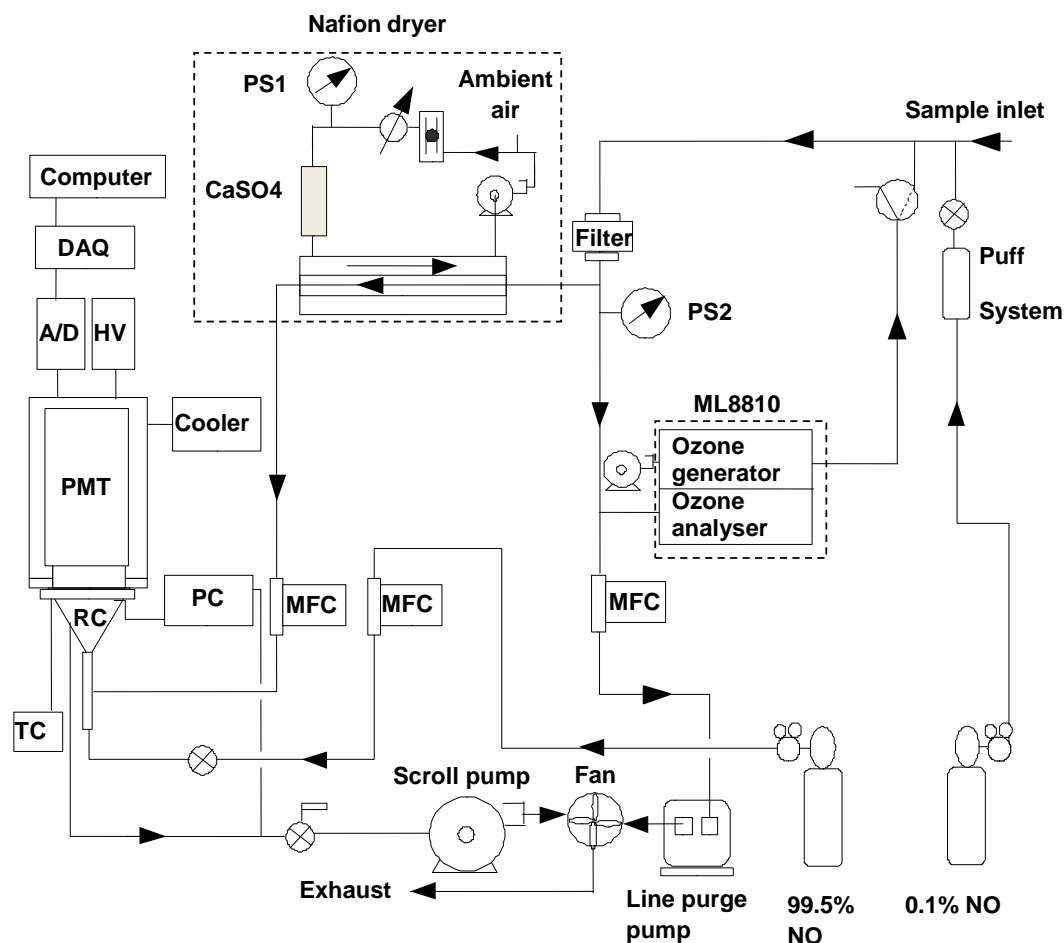 Nafion dryer
PS1
Ambient
air
Sample inlet
Computer
CaSO4
DAQ
Filter
Puff
System
A/D
HV
PS2
ML8810
Cooler
Ozone
generator
PMT
Ozone
analyser
PC
MFC
MFC
MFC
RC
TC
Scroll pump
Fan
Exhaust
Line purge
pump
99.5%
NO
0.1% NO